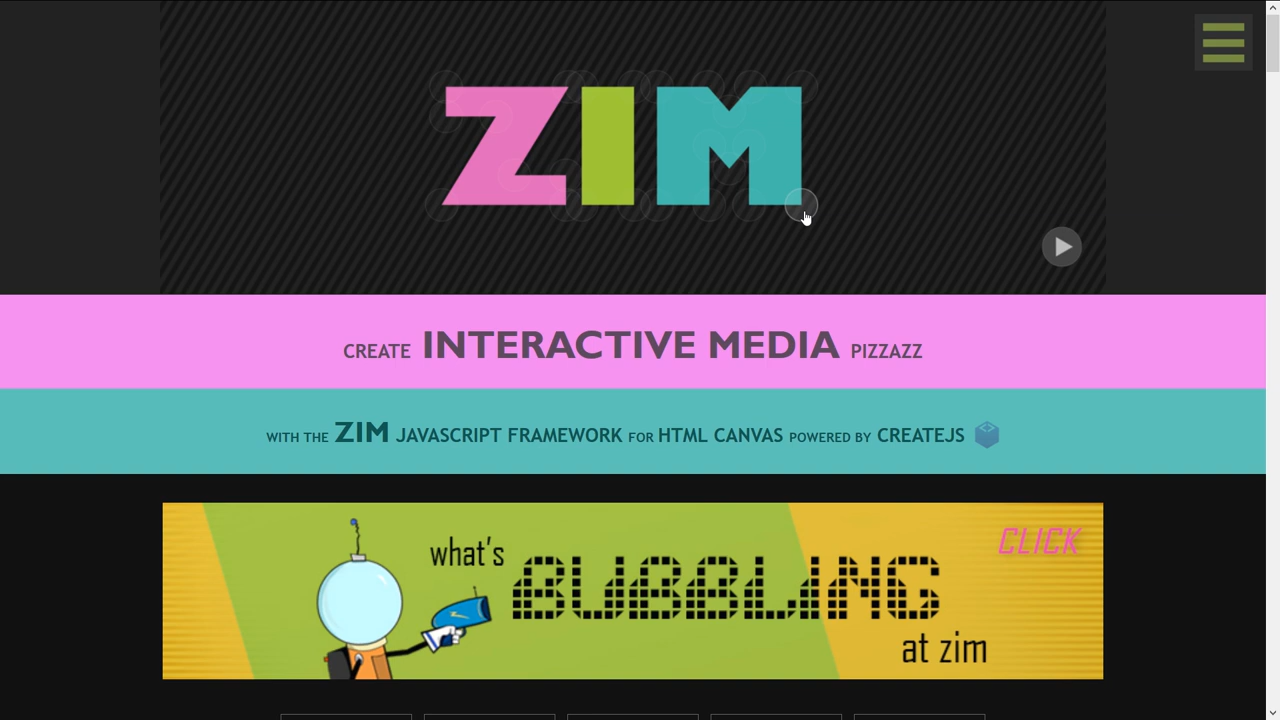 ZIM
CREATE INTERACTIVE MEDIA PIZZAZZ
WITH THE ZIM JAVASCRIPT FRAMEWORK FOR HTML CANVAS POWERED BY CREATEJS
CLICK
what's BUBBLING
at zim